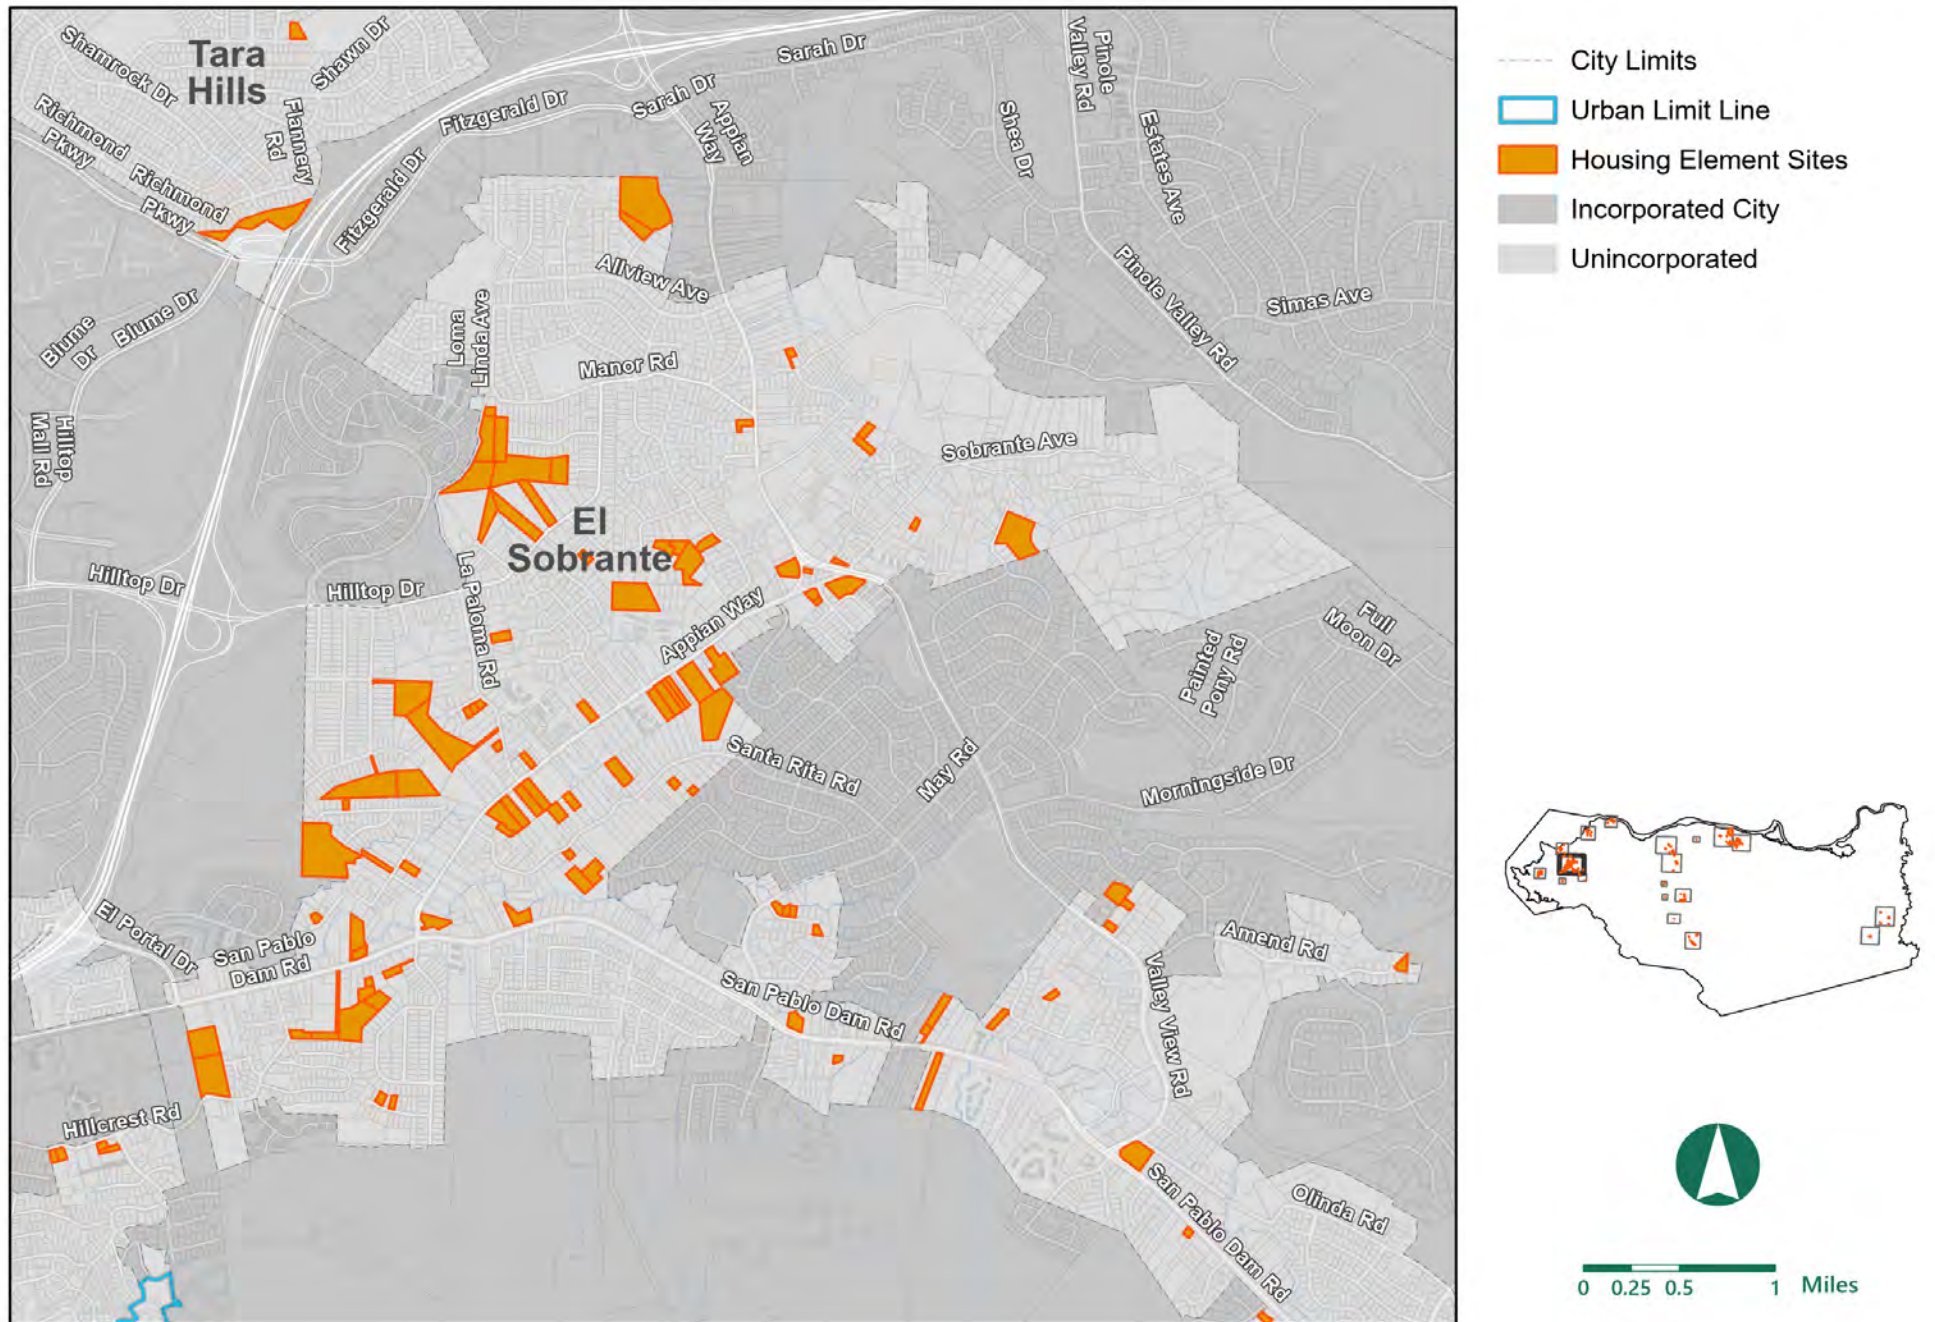 Tara
Hills
Shamrock Dr
Shawn Dr
Flannery
Rd
Richmond
Pkwy
Richmond
Pkwy
Fitzgerald Dr
Fitzgerald Dr
Sarah Dr
Sarah Dr
Appian
Way
Pinole
Valley Rd
Shea Dr
Estates Ave
Pinole Valley Rd
Simas Ave
Blume
Dr
Blume Dr
Loma
Linda Ave
Allview Ave
Manor Rd
Hilltop
Mall Rd
Sobrante Ave
El
Sobrante
Hilltop Dr
Hilltop Dr
La Paloma Rd
Appian Way
Full
Moon Dr
Painted
Pony Rd
Santa Rita Rd
May Rd
Morningside Dr
El Portal Dr
San Pablo
Dam Rd
San Pablo Dam Rd
Amend Rd
Valley View Rd
Hillcrest Rd
San Pablo Dam Rd
Olinda Rd
City Limits
Urban Limit Line
Housing Element Sites
Incorporated City
Unincorporated
0 0.25 0.5 1 Miles